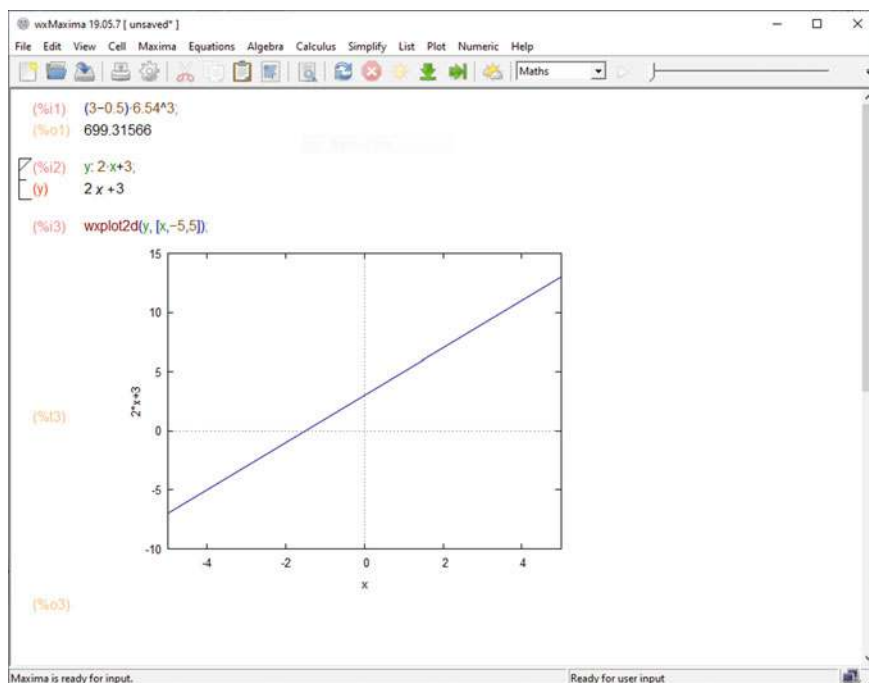 wxMaxima 19.05.7 [ unsaved* ]
File Edit View Cell Maxima Equations Algebra Calculus Simplify List Plot Numeric Help
Maths
(%i1) (3−0.5)·6.54^3;
(%o1) 699.31566
(%i2) y: 2·x+3;
(y) 2 x +3
(%i3) wxplot2d(y, [x,−5,5]);
15
10
5
0
-5
-10
2*x+3
(%t3)
-4 -2 0 2 4
x
(%o3)
Maxima is ready for input. Ready for user input